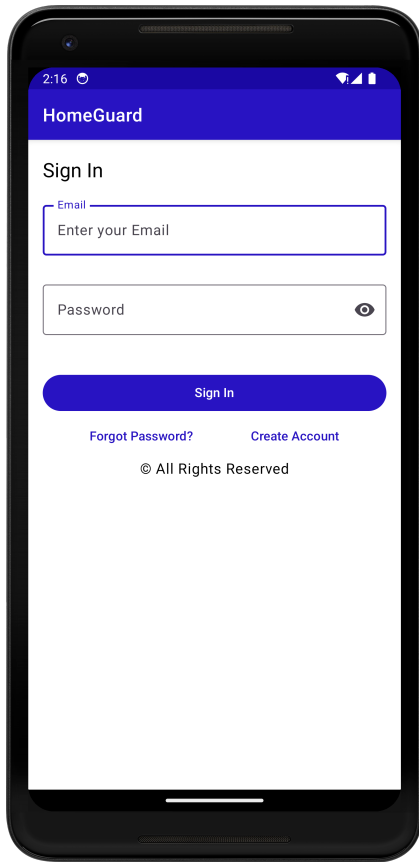 2:16
HomeGuard
Sign In
Email
Enter your Email
Password
Sign In
Forgot Password? Create Account
© All Rights Reserved